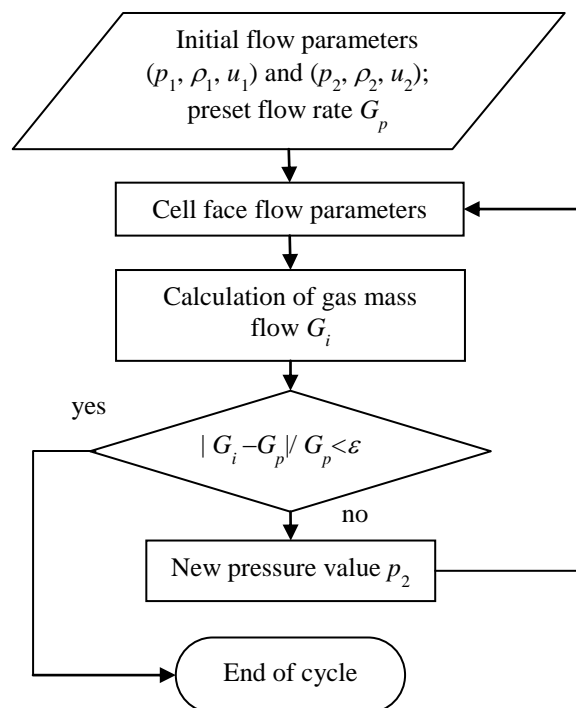 Initial flow parameters
(p₁, ρ₁, u₁) and (p₂, ρ₂, u₂);
preset flow rate Gₚ
Cell face flow parameters
Calculation of gas mass
flow Gᵢ
yes
| Gᵢ –Gₚ|/ Gₚ<ε
no
New pressure value p₂
End of cycle